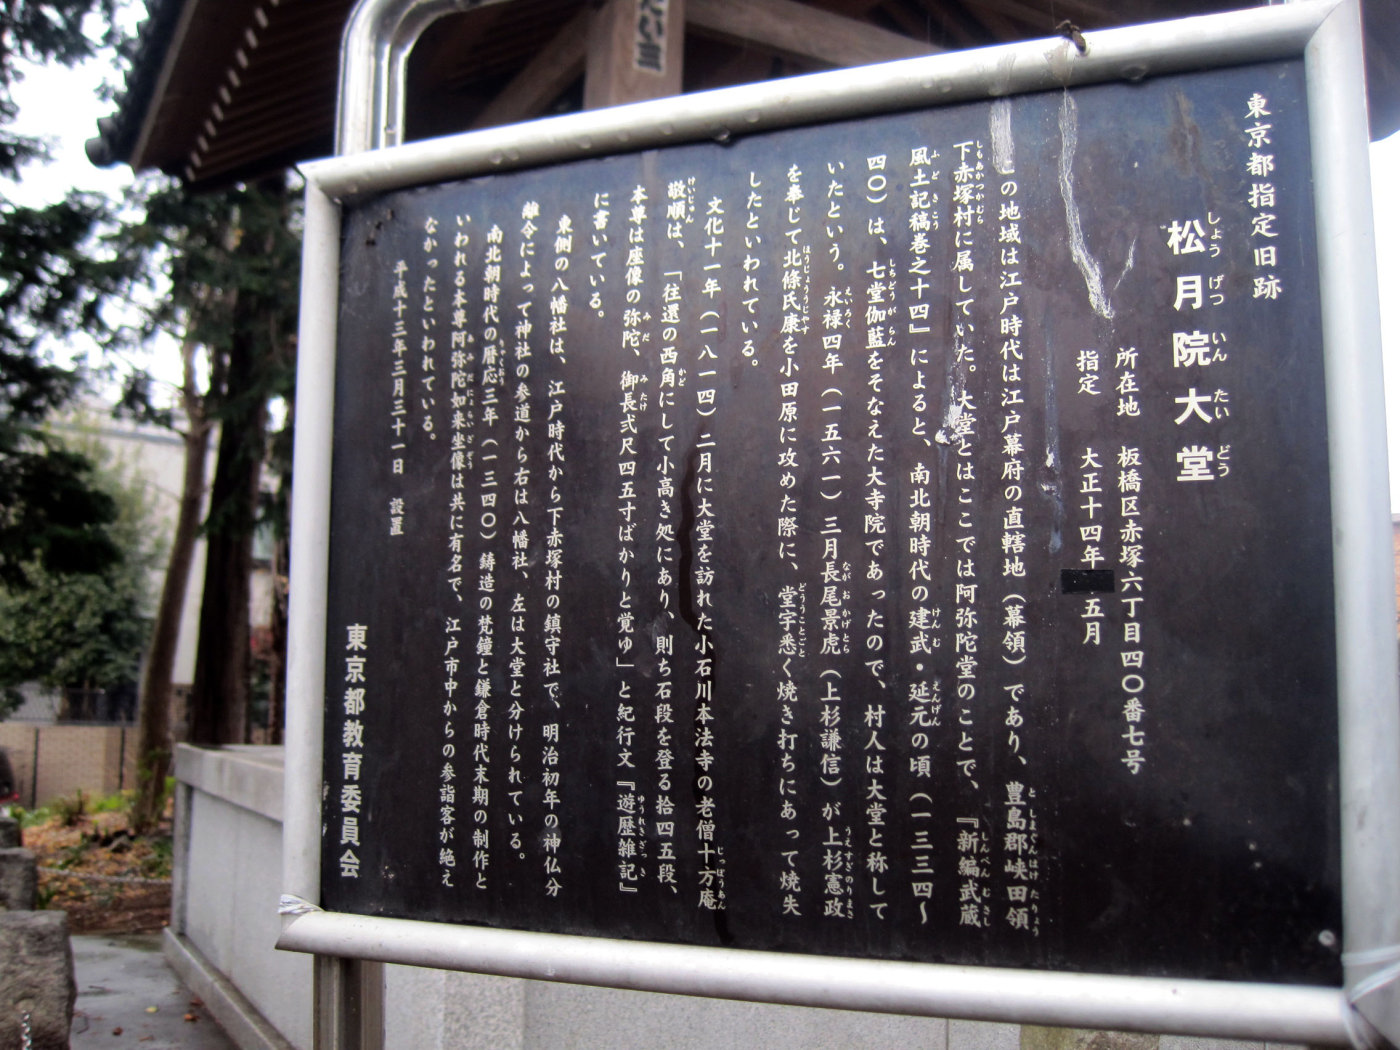 東京都指定旧跡
松月院大堂
しょう げつ いん たい どう
所在地 板橋区赤塚六丁目四〇番七号
指定 大正十四年 五月
の地域は江戸時代は江戸幕府の直轄地（幕領）であり、豊島郡峡田領
下赤塚村に属していた。大堂とはここでは阿弥陀堂のことで、『新編武蔵
風土記稿巻之十四』によると、南北朝時代の建武・延元の頃（一三三四〜
四〇）は、七堂伽藍をそなえた大寺院であったので、村人は大堂と称して
いたという。永禄四年（一五六一）三月長尾景虎（上杉謙信）が上杉憲政
を奉じて北條氏康を小田原に攻めた際に、堂宇悉く焼き打ちにあって焼失
したといわれている。
文化十一年（一八一四）二月に大堂を訪れた小石川本法寺の老僧十方庵
敬順は、「往還の西角にして小高き処にあり、則ち石段を登る拾四五段、
本尊は座像の弥陀、御長弐尺四五寸ばかりと覚ゆ」と紀行文『遊歴雑記』
に書いている。
東側の八幡社は、江戸時代から下赤塚村の鎮守社で、明治初年の神仏分
離令によって神社の参道から右は八幡社、左は大堂と分けられている。
南北朝時代の暦応三年（一三四〇）鋳造の梵鐘と鎌倉時代末期の制作と
いわれる本尊阿弥陀如来坐像は共に有名で、江戸市中からの参詣客が絶え
なかったといわれている。
平成十三年三月三十一日 設置
東京都教育委員会